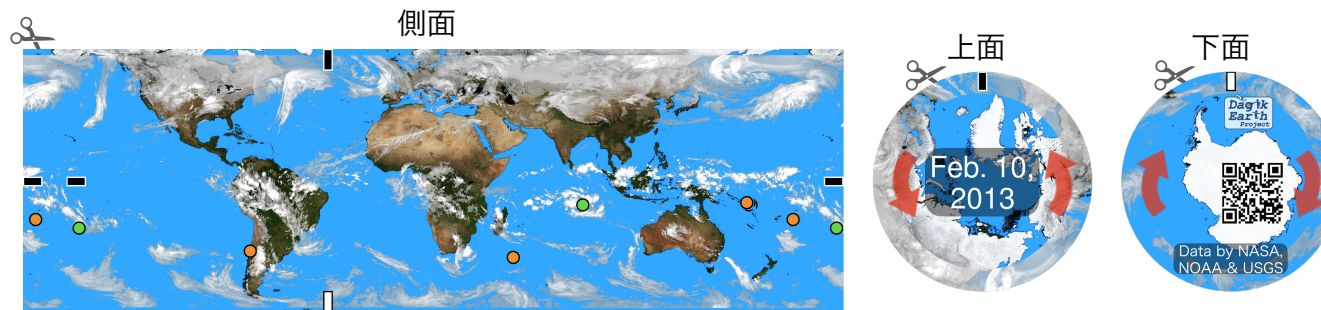 側面
上面
下面
Feb. 10,
2013
Dagik
Earth
Project
Data by NASA,
NOAA & USGS